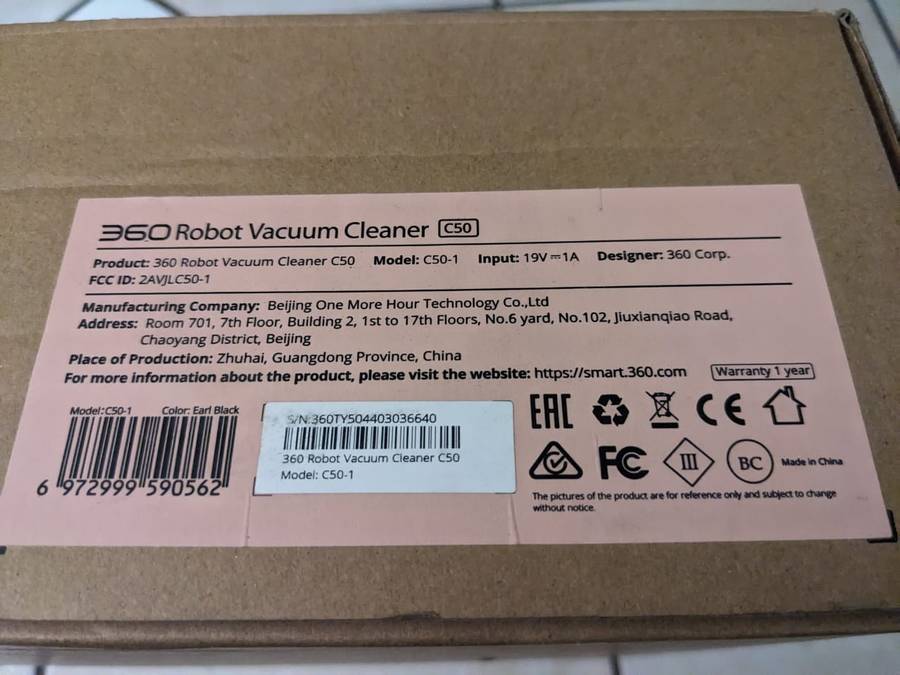 360 Robot Vacuum Cleaner C50
Product: 360 Robot Vacuum Cleaner C50 Model: C50-1 Input: 19V⎓1A Designer: 360 Corp.
FCC ID: 2AVJLC50-1
Manufacturing Company: Beijing One More Hour Technology Co.,Ltd
Address: Room 701, 7th Floor, Building 2, 1st to 17th Floors, No.6 yard, No.102, Jiuxianqiao Road,
Chaoyang District, Beijing
Place of Production: Zhuhai, Guangdong Province, China
For more information about the product, please visit the website: https://smart.360.com Warranty 1 year
Model:C50-1 Color: Earl Black
6 972999 590562
S/N:360TY504403036640
360 Robot Vacuum Cleaner C50
Model: C50-1
EAC CE
FC III BC Made in China
The pictures of the product are for reference only and subject to change
without notice.